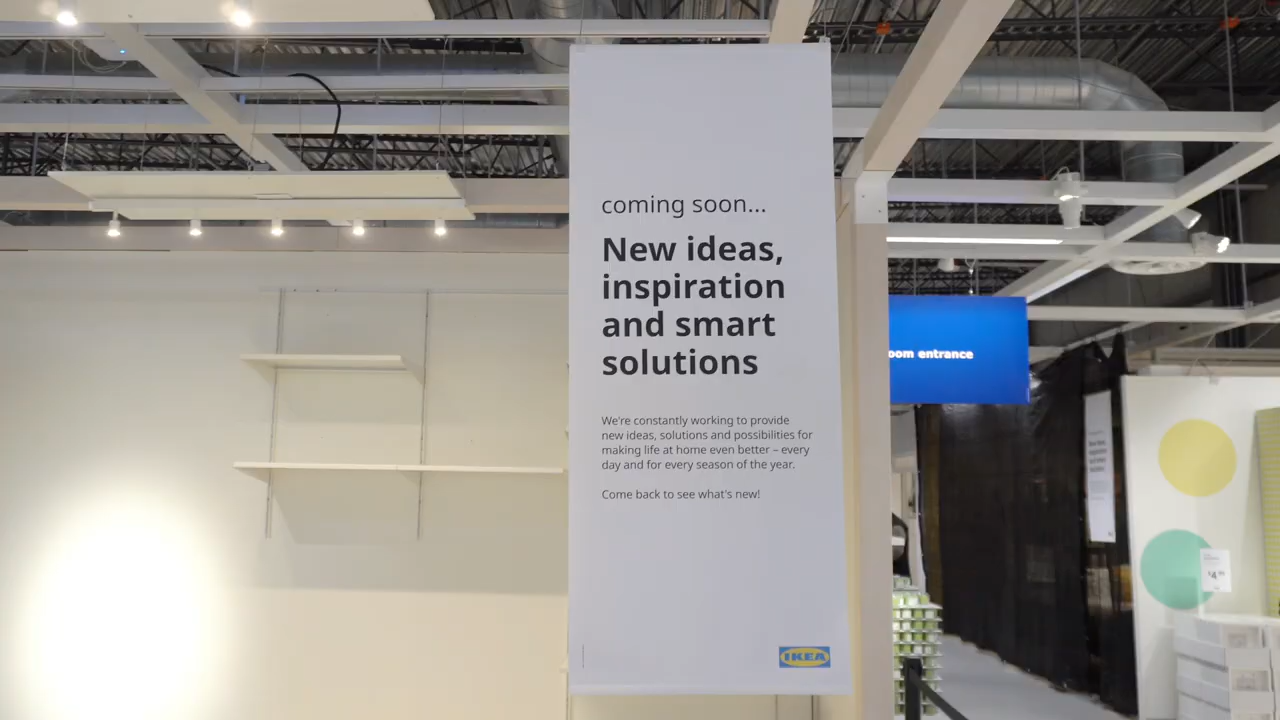 coming soon...
New ideas,
inspiration
and smart
solutions
We're constantly working to provide
new ideas, solutions and possibilities for
making life at home even better – every
day and for every season of the year.
Come back to see what's new!
IKEA
entrance
$4.99